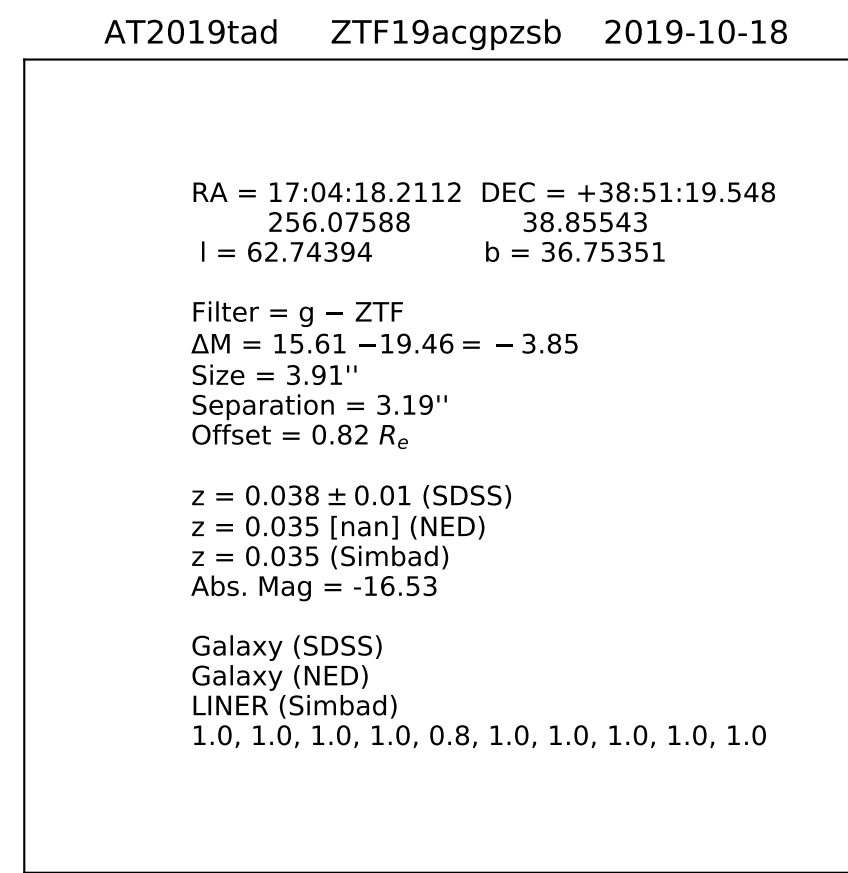 AT2019tad ZTF19acgpzsb 2019-10-18
RA = 17:04:18.2112 DEC = +38:51:19.548
256.07588 38.85543
l = 62.74394 b = 36.75351
Filter = g − ZTF
ΔM = 15.61 −19.46 = − 3.85
Size = 3.91''
Separation = 3.19''
Offset = 0.82 Re
z = 0.038 ± 0.01 (SDSS)
z = 0.035 [nan] (NED)
z = 0.035 (Simbad)
Abs. Mag = -16.53
Galaxy (SDSS)
Galaxy (NED)
LINER (Simbad)
1.0, 1.0, 1.0, 1.0, 0.8, 1.0, 1.0, 1.0, 1.0, 1.0